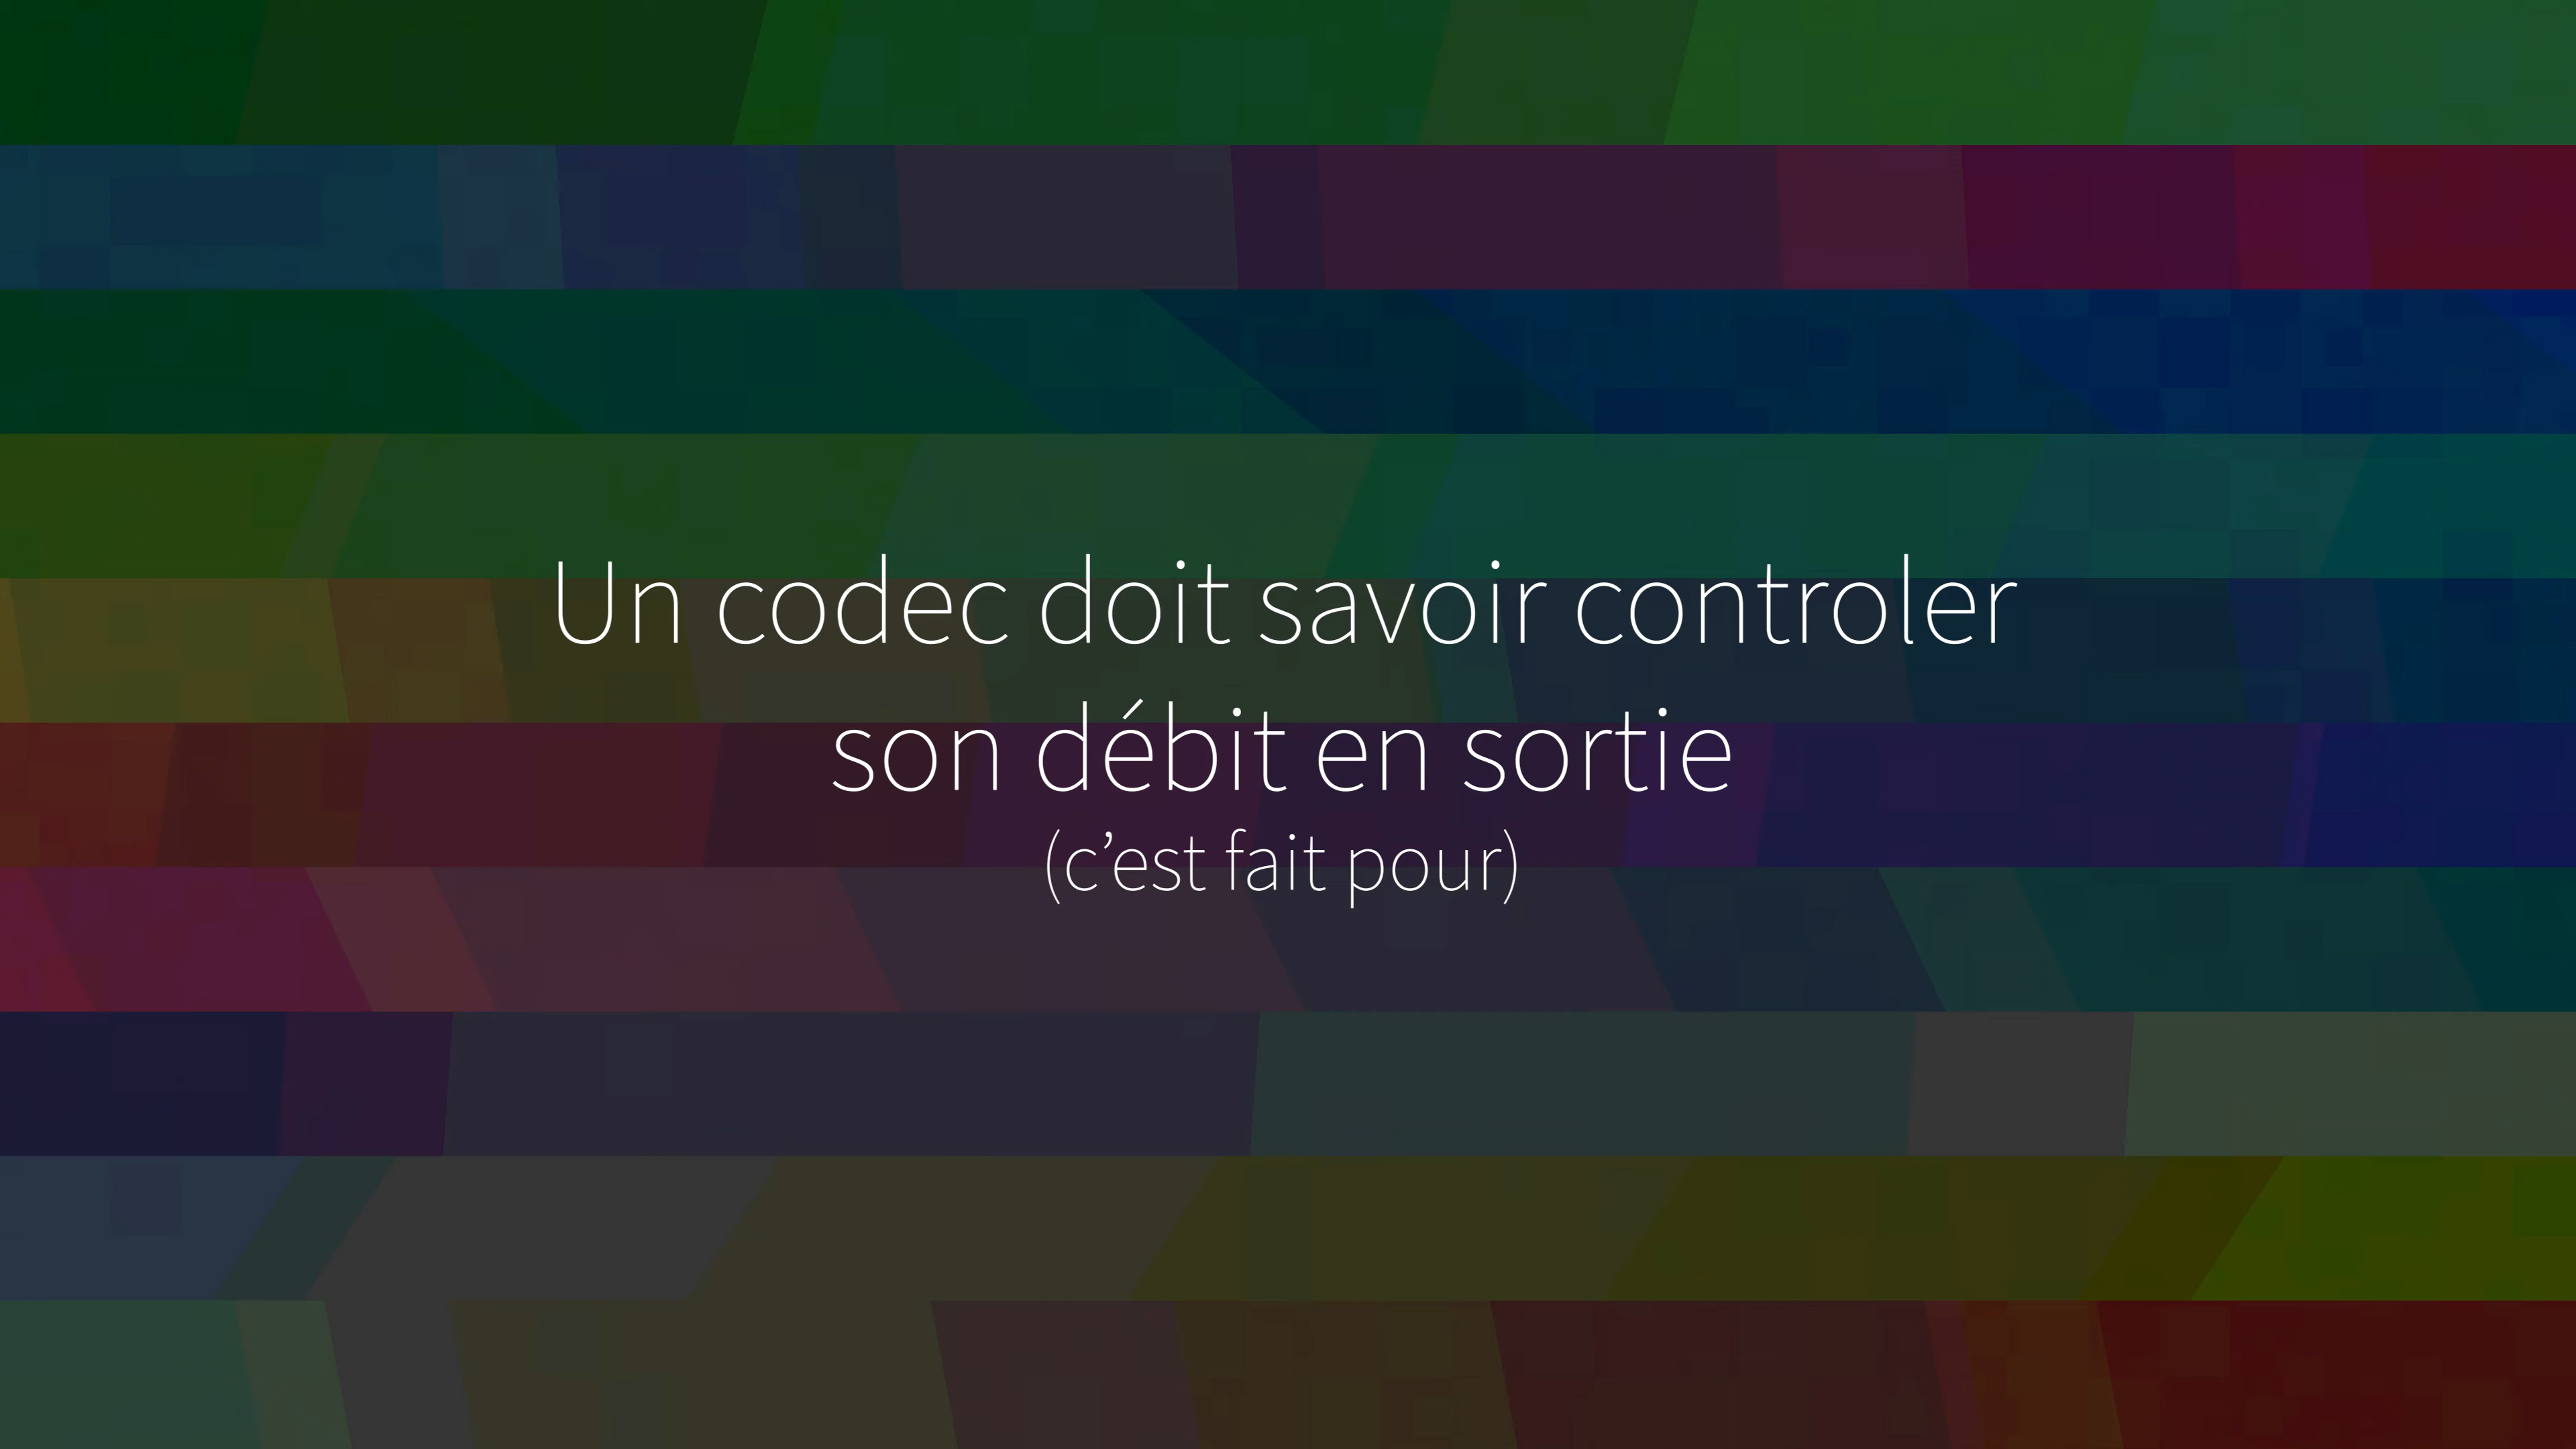 Un codec doit savoir controler
son débit en sortie
(c’est fait pour)